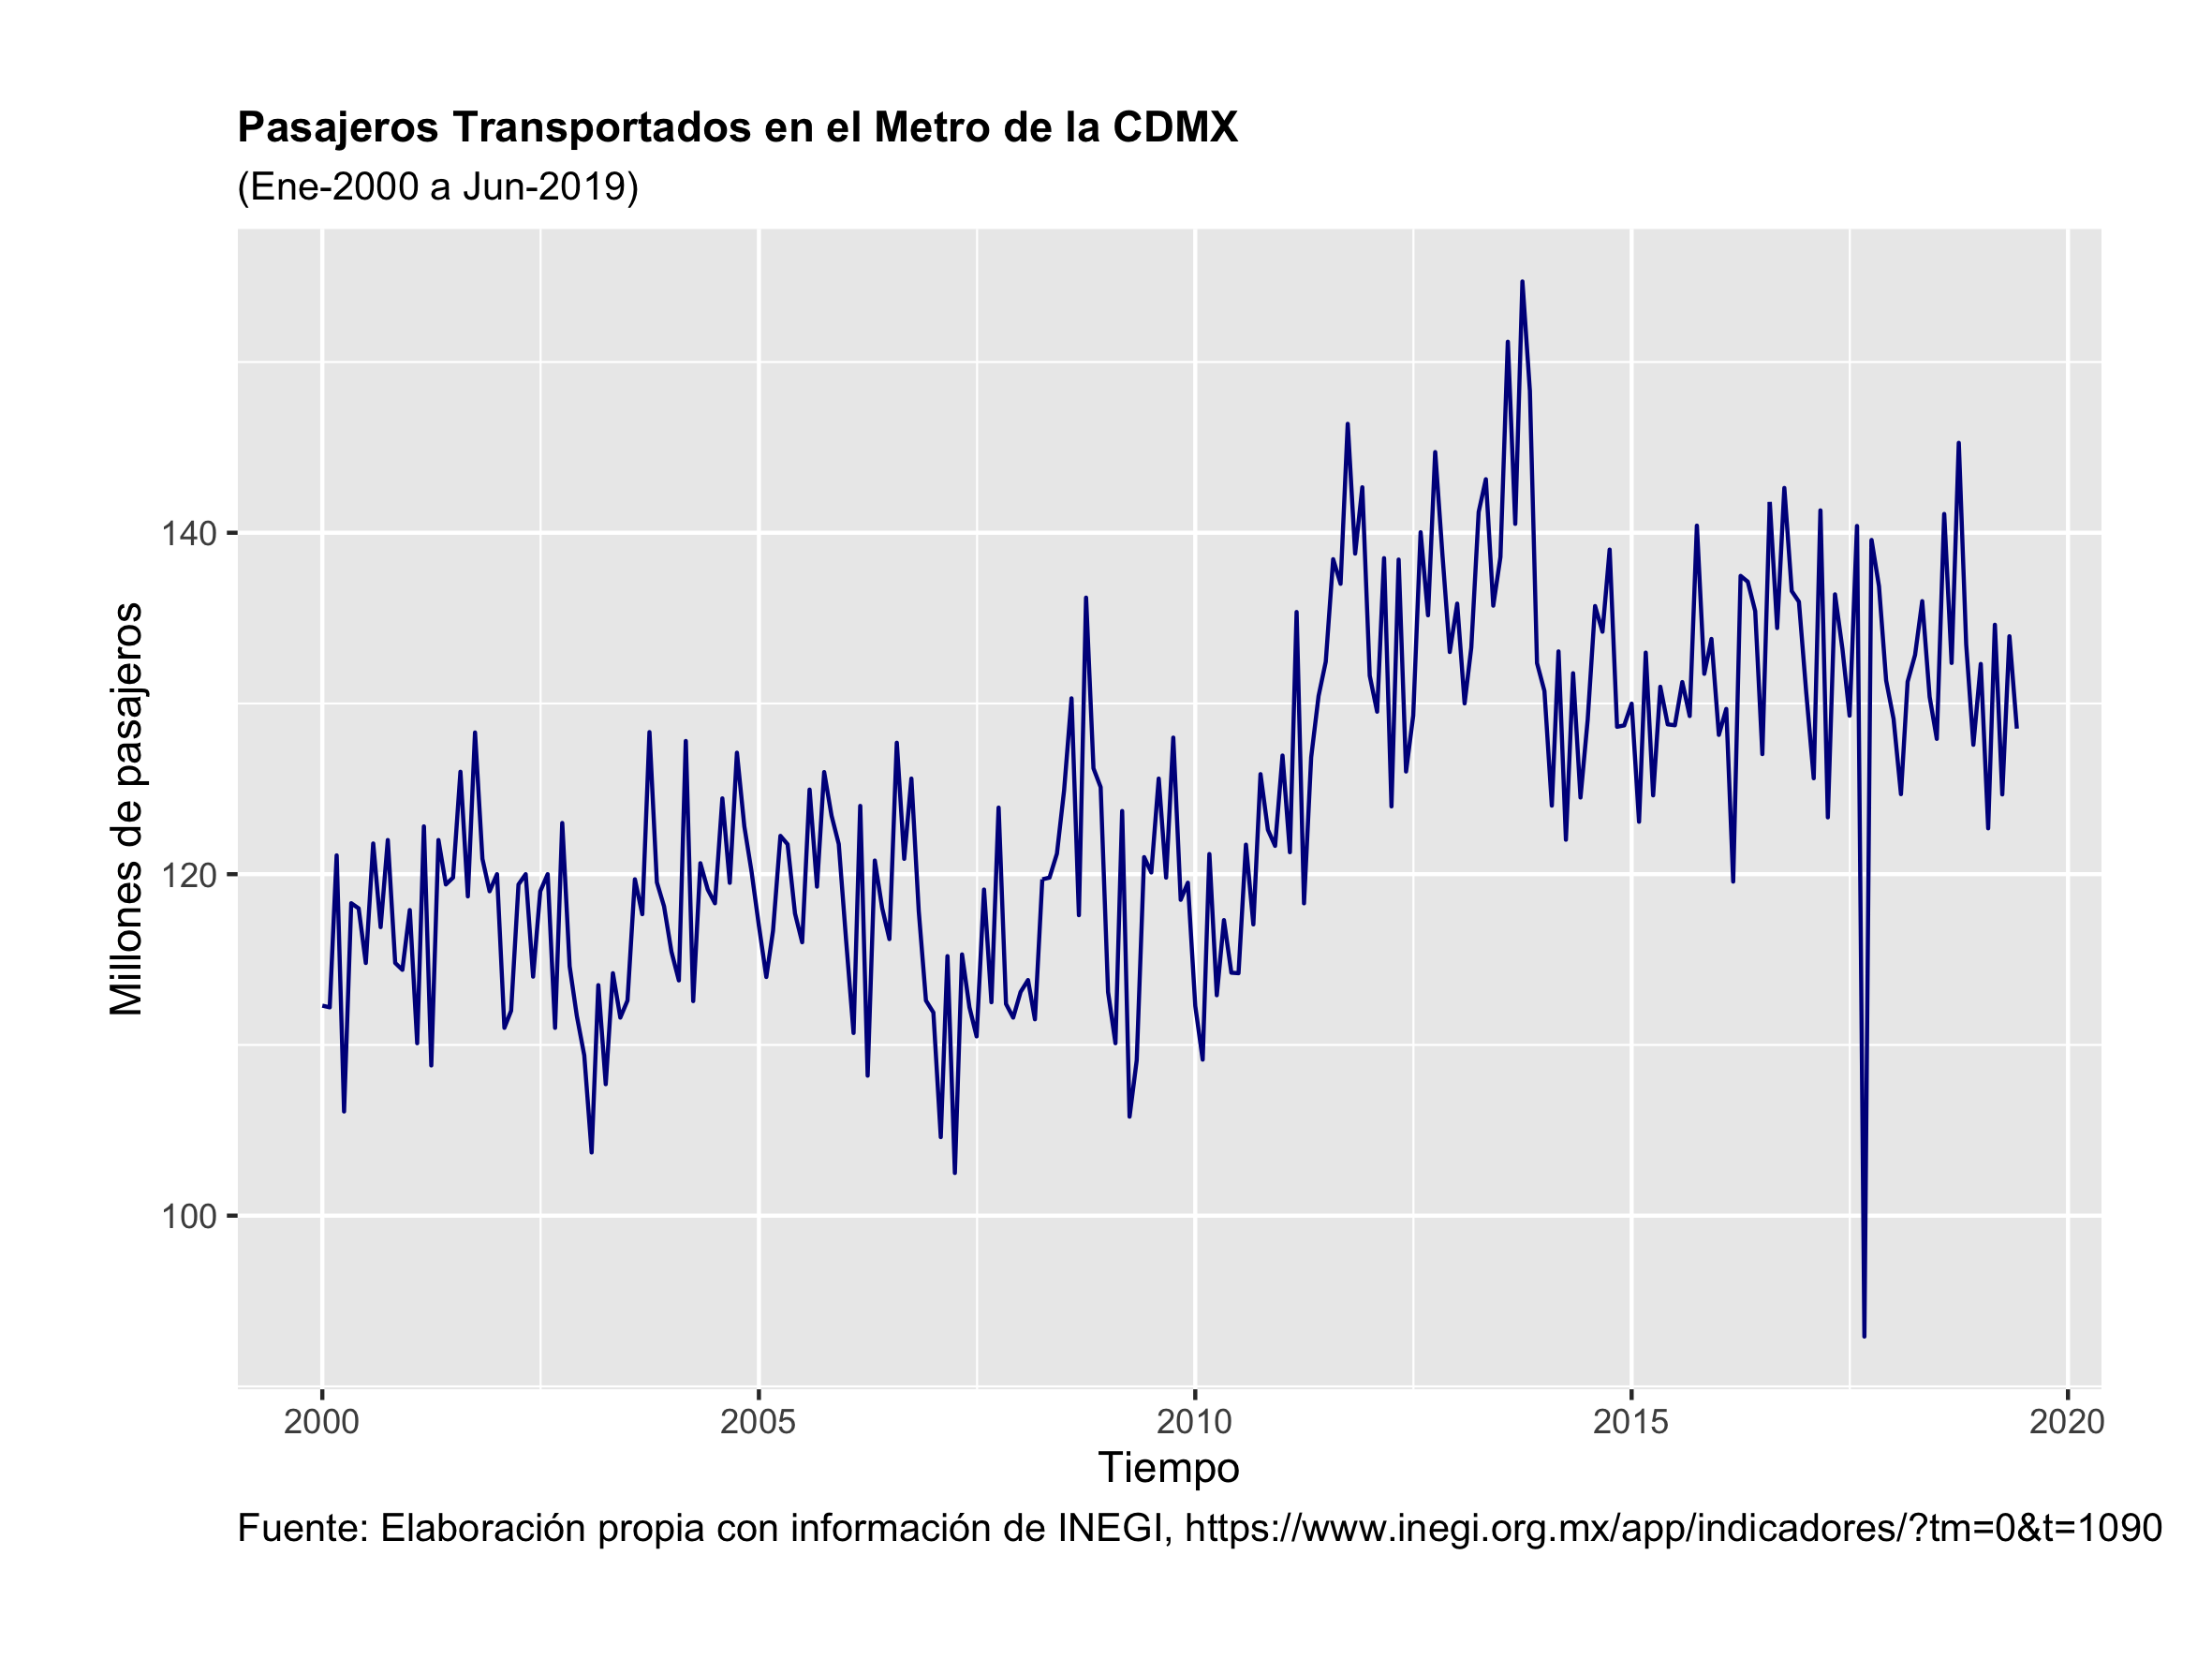 Pasajeros Transportados en el Metro de la CDMX
(Ene-2000 a Jun-2019)
Millones de pasajeros
140
120
100
2000 2005 2010 2015 2020
Tiempo
Fuente: Elaboración propia con información de INEGI, https://www.inegi.org.mx/app/indicadores/?tm=0&t=1090